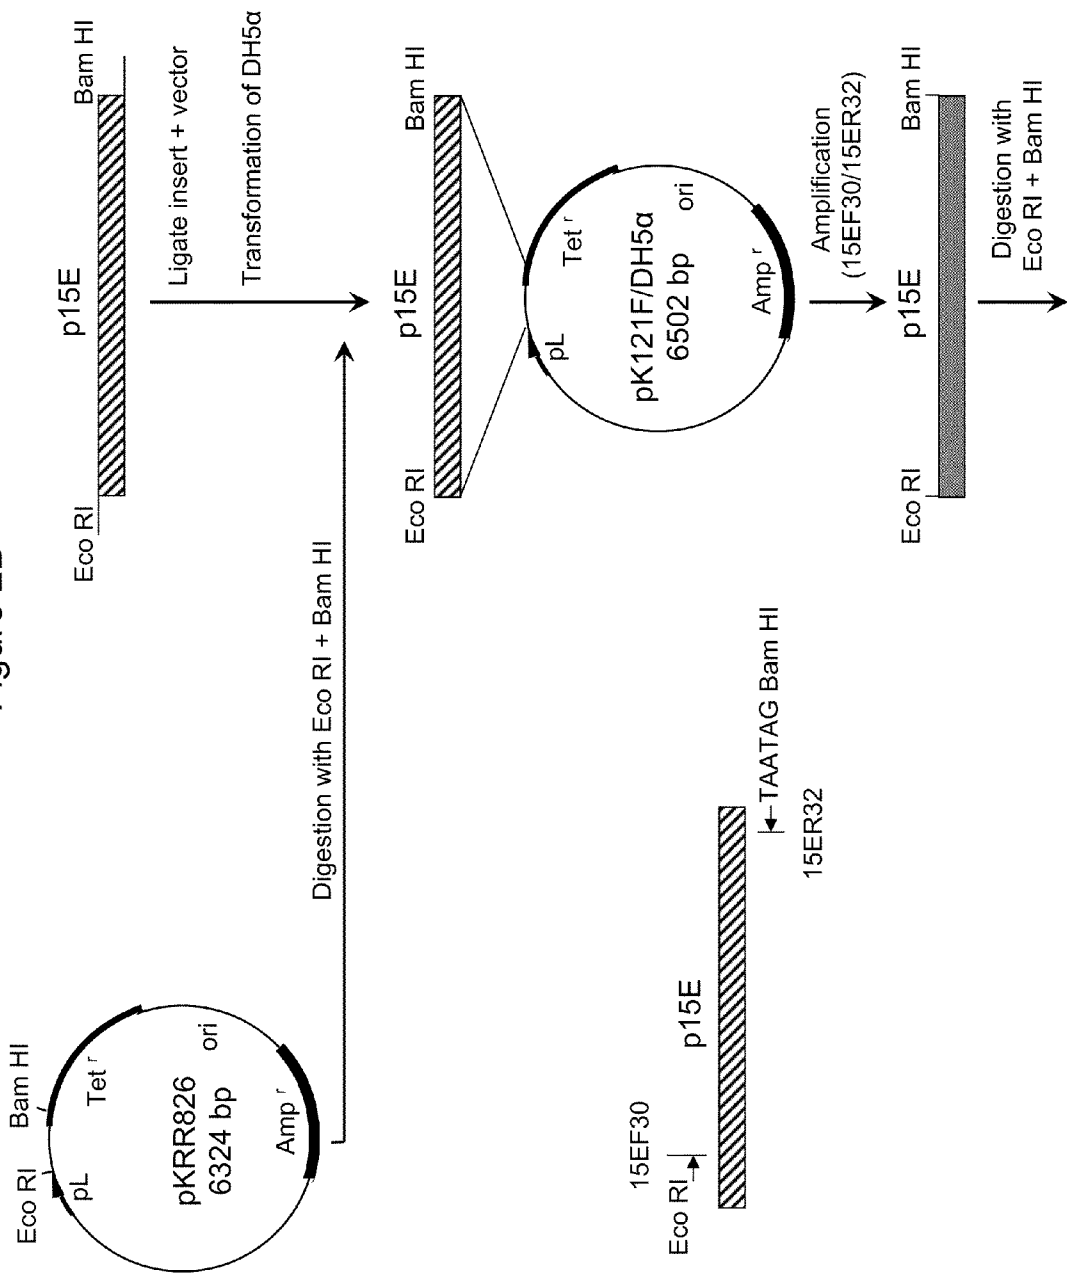 Eco RI
Bam HI
pL
Tet r
pKRR826
6324 bp
ori
Amp r
p15E
Eco RI
Bam HI
Ligate insert + vector
Transformation of DH5α
Digestion with Eco RI + Bam HI
p15E
Eco RI
Bam HI
pL
Tet r
pK121F/DH5α
6502 bp
ori
Amp r
15EF30
Eco RI
p15E
TAATAG Bam HI
15ER32
Amplification
(15EF30/15ER32)
p15E
Eco RI
Bam HI
Digestion with
Eco RI + Bam HI